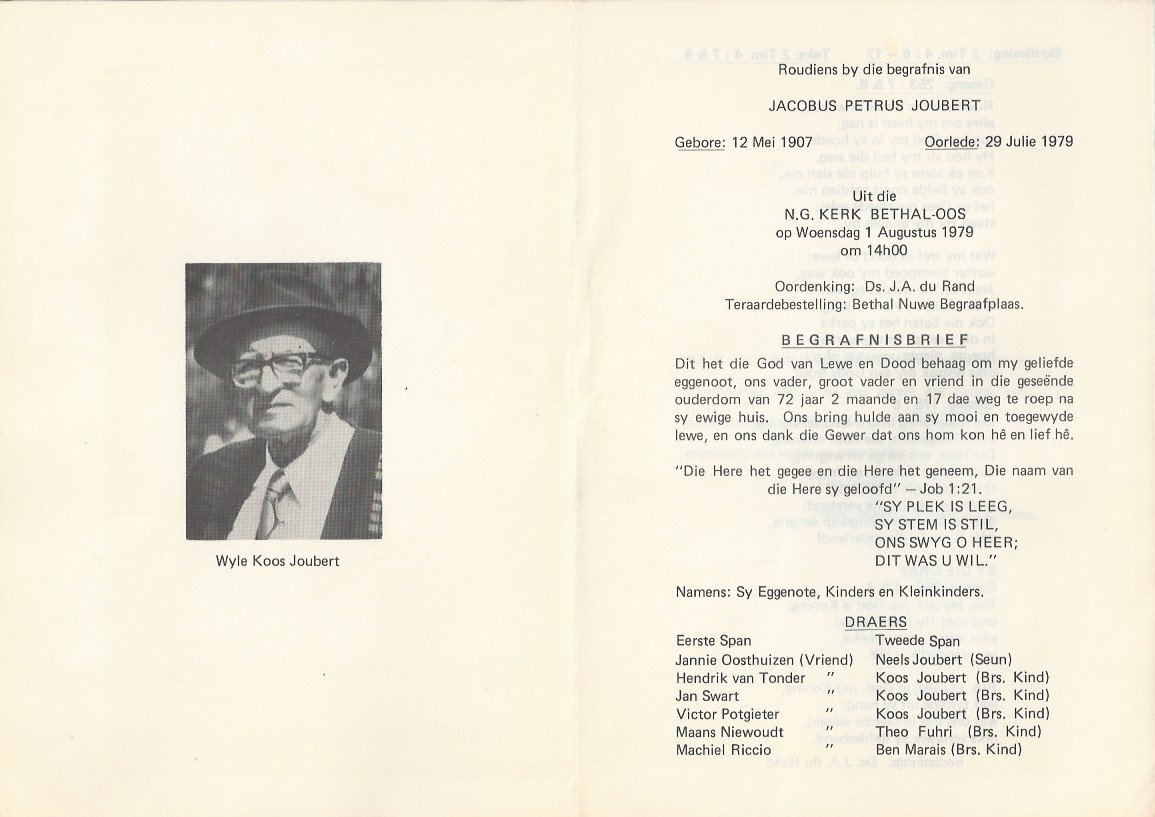 Wyle Koos Joubert
Roudiens by die begrafnis van
JACOBUS PETRUS JOUBERT
Gebore: 12 Mei 1907 Oorlede: 29 Julie 1979
Uit die
N.G. KERK BETHAL-OOS
op Woensdag 1 Augustus 1979
om 14h00
Oordenking: Ds. J.A. du Rand
Teraardebestelling: Bethal Nuwe Begraafplaas.
BEGRAFNISBRIEF
Dit het die God van Lewe en Dood behaag om my geliefde
eggenoot, ons vader, groot vader en vriend in die geseënde
ouderdom van 72 jaar 2 maande en 17 dae weg te roep na
sy ewige huis. Ons bring hulde aan sy mooi en toegewyde
lewe, en ons dank die Gewer dat ons hom kon hê en lief hê.
"Die Here het gegee en die Here het geneem, Die naam van
die Here sy geloofd" – Job 1:21.
"SY PLEK IS LEEG,
SY STEM IS STIL,
ONS SWYG O HEER;
DIT WAS U WIL."
Namens: Sy Eggenote, Kinders en Kleinkinders.
DRAERS
Eerste Span Tweede Span
Jannie Oosthuizen (Vriend) Neels Joubert (Seun)
Hendrik van Tonder " Koos Joubert (Brs. Kind)
Jan Swart " Koos Joubert (Brs. Kind)
Victor Potgieter " Koos Joubert (Brs. Kind)
Maans Niewoudt " Theo Fuhri (Brs. Kind)
Machiel Riccio " Ben Marais (Brs. Kind)